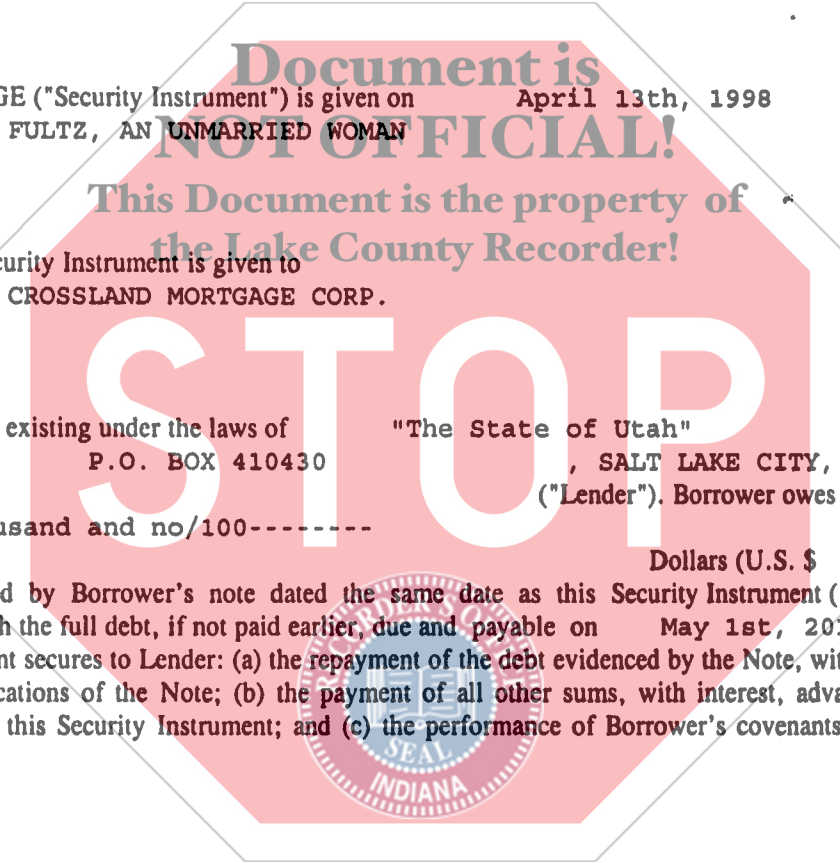 Document is
GE ("Security Instrument") is given on April 13th, 1998
FULTZ, AN UNMARRIED WOMAN
NOT OFFICIAL!
This Document is the property of
the Lake County Recorder!
curity Instrument is given to
CROSSLAND MORTGAGE CORP.
STOP
existing under the laws of "The State of Utah"
P.O. BOX 410430 , SALT LAKE CITY,
("Lender"). Borrower owes
usand and no/100--------
Dollars (U.S. $
d by Borrower's note dated the same date as this Security Instrument (
h the full debt, if not paid earlier, due and payable on May 1st, 20
nt secures to Lender: (a) the repayment of the debt evidenced by the Note, wit
cations of the Note; (b) the payment of all other sums, with interest, adva
this Security Instrument; and (c) the performance of Borrower's covenants
RECORDER'S OFFICE
SEAL
INDIANA